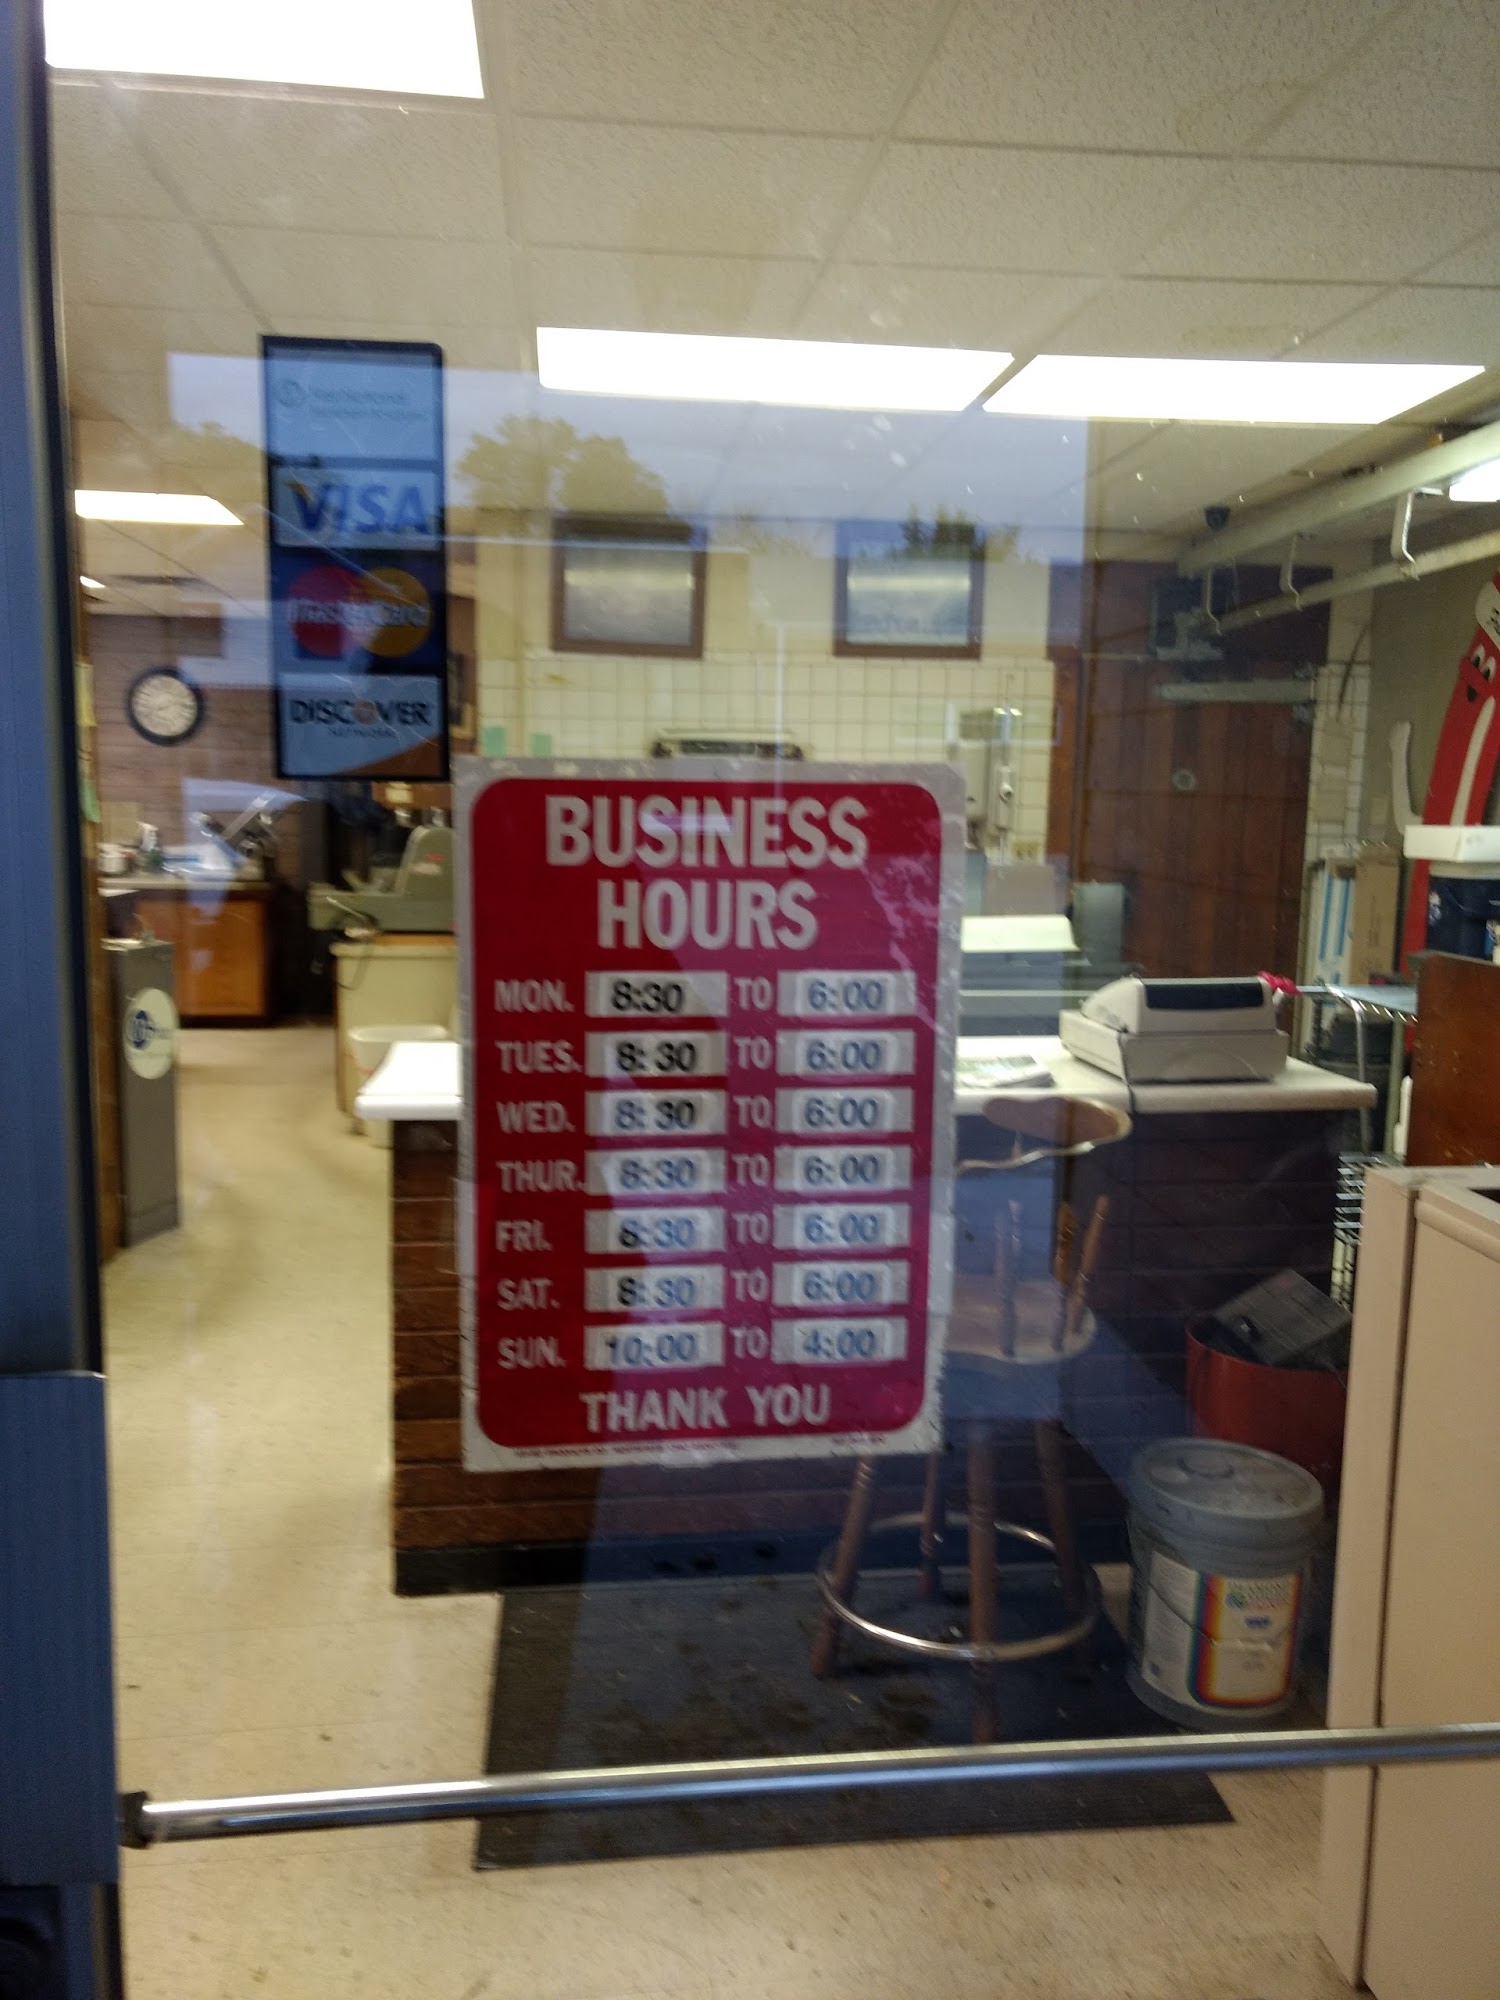 VISA
MasterCard
DISCOVER
NETWORK
BUSINESS
HOURS
MON. 8:30 TO 6:00
TUES. 8:30 TO 6:00
WED. 8:30 TO 6:00
THUR. 8:30 TO 6:00
FRI. 8:30 TO 6:00
SAT. 8:30 TO 6:00
SUN. 10:00 TO 4:00
THANK YOU